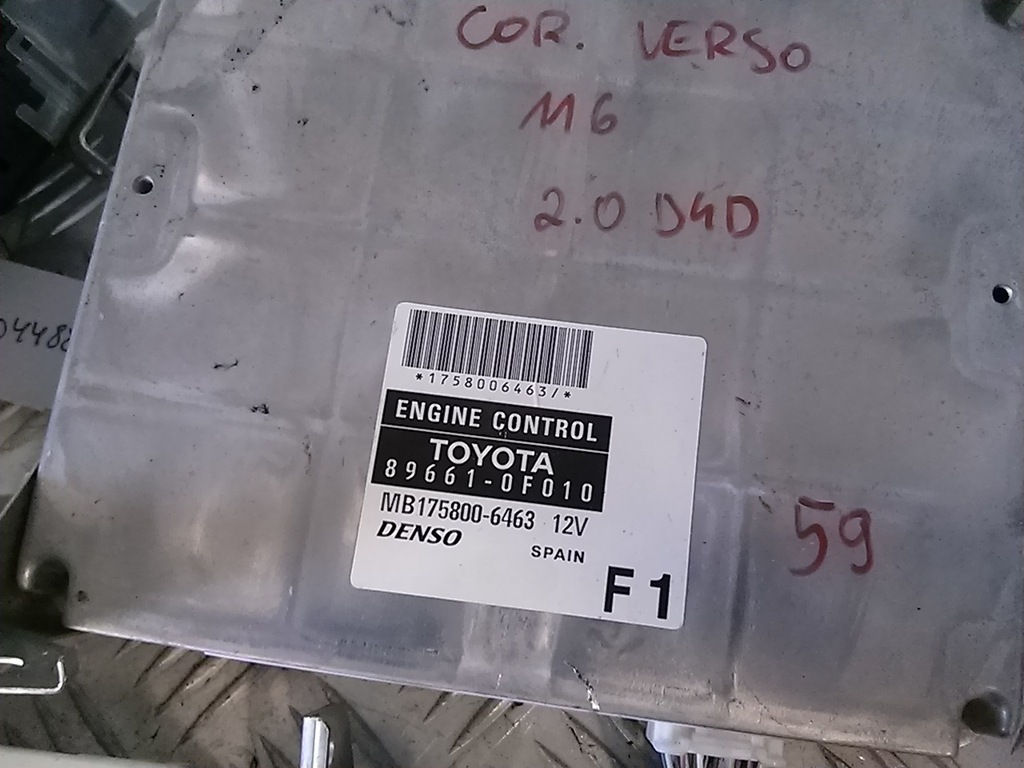 COR. VERSO
M6
2.0 D4D
*1758006463/*
ENGINE CONTROL
TOYOTA
89661-0F010
MB175800-6463 12V
DENSO
SPAIN
F1
59